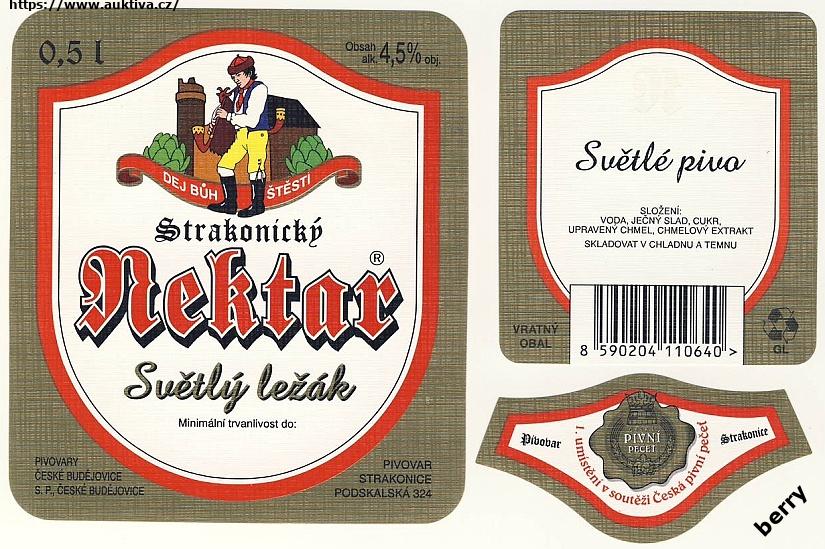 https://www.auktiva.cz/
0,5 l
Obsah
alk. 4,5% obj.
DEJ BŮH ŠTĚSTÍ
Strakonický
Nektar®
Světlý ležák
Minimální trvanlivost do:
PIVOVARY
ČESKÉ BUDĚJOVICE
S. P., ČESKÉ BUDĚJOVICE
PIVOVAR
STRAKONICE
PODSKALSKÁ 324
Světlé pivo
SLOŽENÍ:
VODA, JEČNÝ SLAD, CUKR,
UPRAVENÝ CHMEL, CHMELOVÝ EXTRAKT
SKLADOVAT V CHLADNU A TEMNU
VRATNÝ
OBAL
8 590204 110640 >
GL
Pivovar
PIVNÍ
PEČEŤ
Strakonice
1. umístění v soutěži Česká pivní pečeť
berry